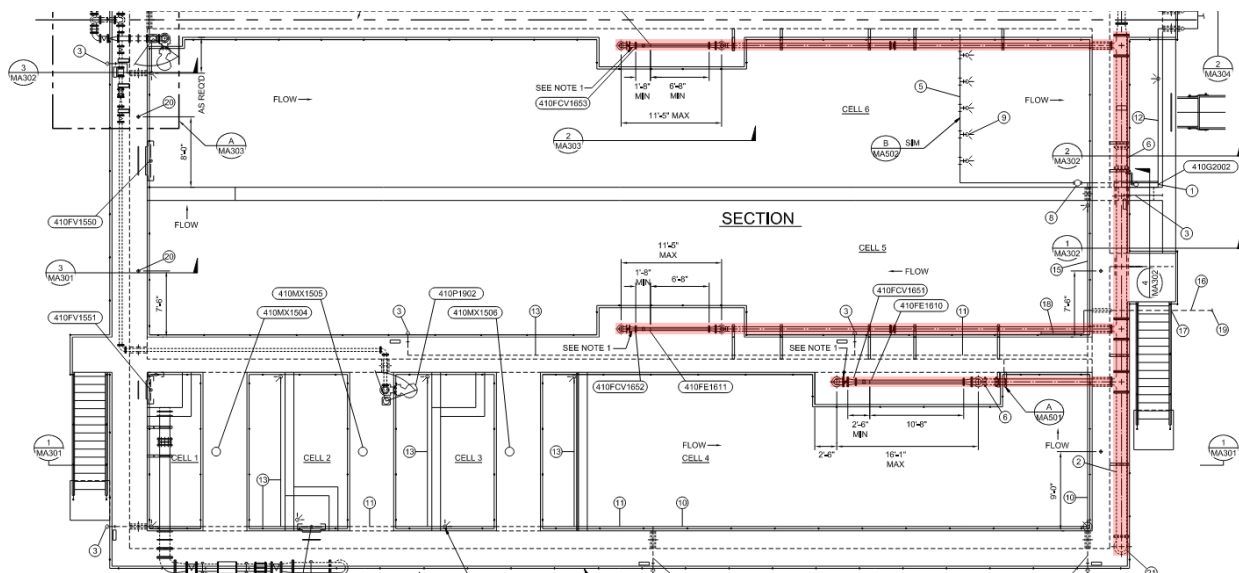 3
MA302
3
AS REQ'D
20
FLOW
A
MA303
8'-0"
410FV1550
FLOW
SEE NOTE 1
410FCV1653
1'-8"
MIN
6'-8"
MIN
11'-5" MAX
2
MA303
CELL 6
5
FLOW
9
B
MA502
SIM
2
MA304
12
6
2
MA302
410G2002
1
8
3
SECTION
20
3
MA301
7'-6"
410FV1551
410MX1505
410MX1504
410P1902
410MX1506
11'-5"
MAX
1'-8"
MIN
6'-8"
CELL 5
FLOW
1
MA302
15
4
MA302
7'-6"
16
17
19
410FCV1651
410FE1610
3
13
3
11
18
SEE NOTE 1
SEE NOTE 1
410FCV1652
410FE1611
6
A
MA501
2'-6"
MIN
10'-8"
2'-6"
16'-1"
MAX
FLOW
1
MA301
1
MA301
CELL 1
CELL 2
CELL 3
FLOW
CELL 4
13
13
13
2
9'-0"
10
11
11
10
3
21